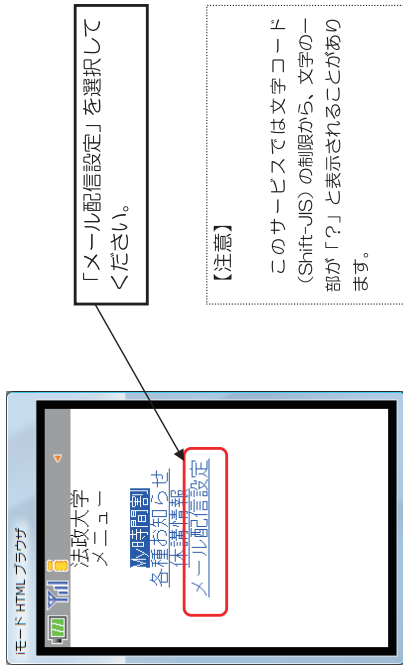 iモード HTML ブラウザ
法政大学
メニュー
My時間割
各種お知らせ
休講情報
メール配信設定
「メール配信設定」を選択して
ください。
【注意】
このサービスでは文字コード
（Shift-JIS）の制限から、文字の一
部が「？」と表示されることがあり
ます。